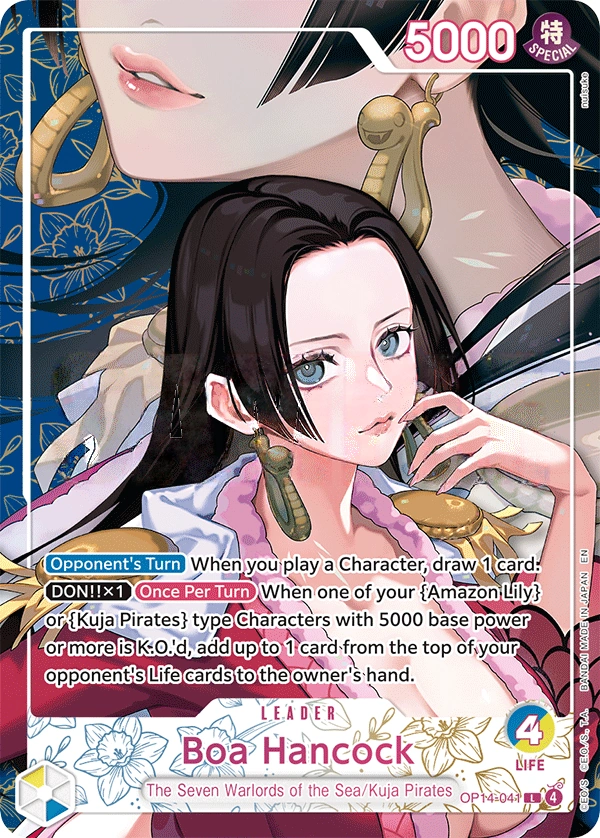 5000
特
SPECIAL
nuisuke
Opponent's Turn When you play a Character, draw 1 card.
DON!!×1 Once Per Turn When one of your {Amazon Lily}
or {Kuja Pirates} type Characters with 5000 base power
or more is K.O.'d, add up to 1 card from the top of your
opponent's Life cards to the owner's hand.
LEADER
Boa Hancock
The Seven Warlords of the Sea/Kuja Pirates
4
LIFE
OP14-041 L 4
©EO/S ©EO/S, T.A. BANDAI MADE IN JAPAN EN